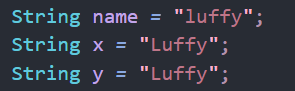 String name = "luffy";
String x = "Luffy";
String y = "Luffy";